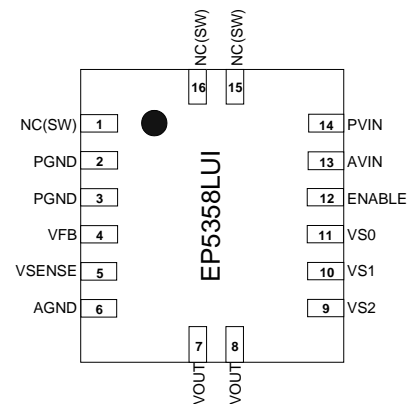 NC(SW)
NC(SW)
16
15
NC(SW) 1
14 PVIN
PGND 2
13 AVIN
PGND 3
12 ENABLE
VFB 4
11 VS0
VSENSE 5
10 VS1
AGND 6
9 VS2
EP5358LUI
7
8
VOUT
VOUT